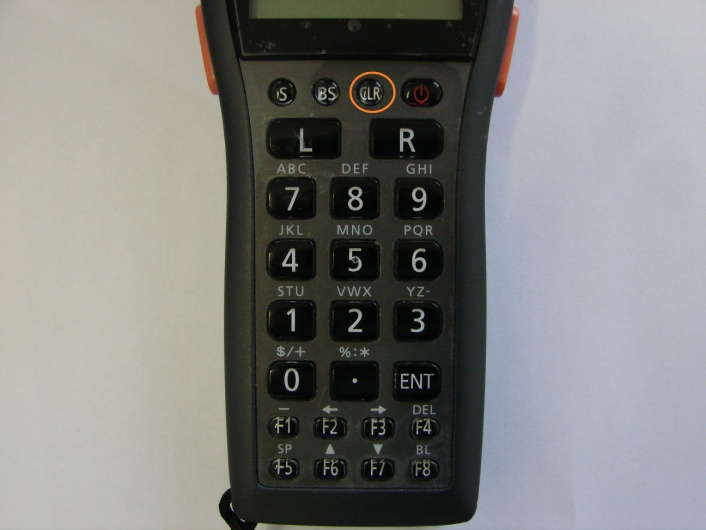 S BS CLR
L R
ABC DEF GHI
7 8 9
JKL MNO PQR
4 5 6
STU VWX YZ-
1 2 3
$/+ %:*
0 . ENT
− ← → DEL
F1 F2 F3 F4
SP ▲ ▼ BL
F5 F6 F7 F8